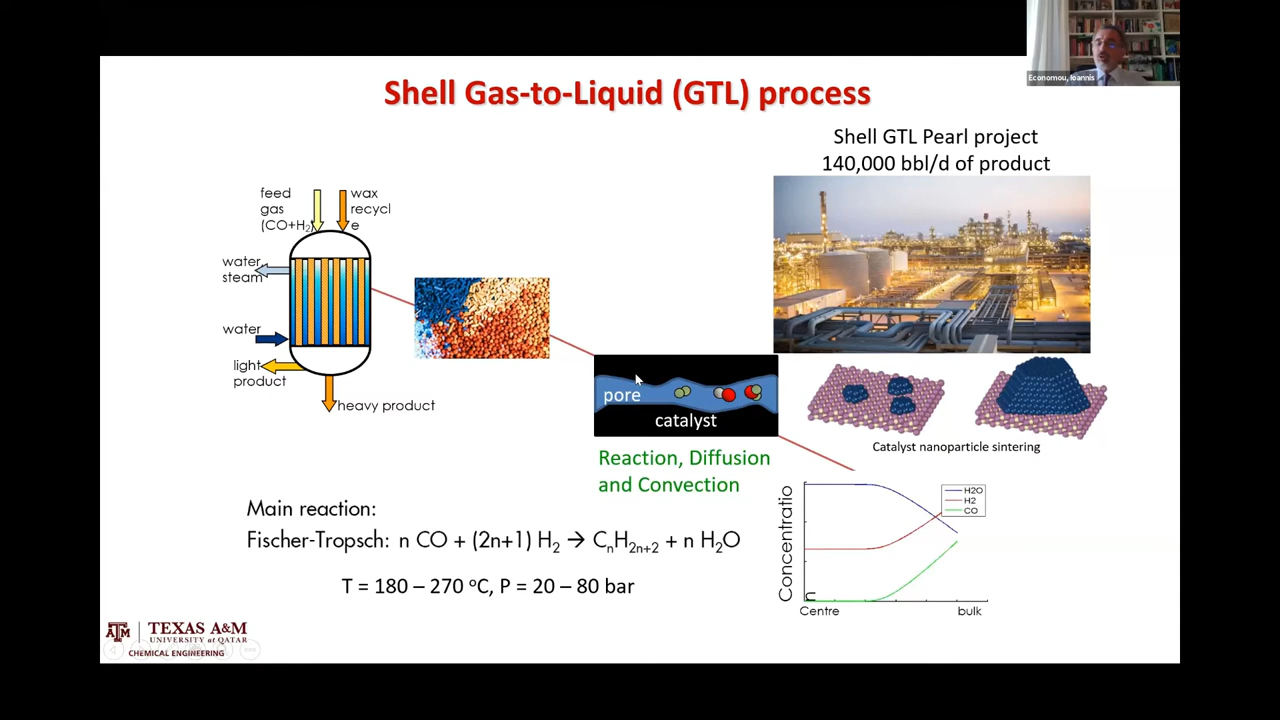 Economou, Ioannis
Shell Gas-to-Liquid (GTL) process
Shell GTL Pearl project
140,000 bbl/d of product
feed
gas
(CO+H2)
wax
recycl
e
water
steam
water
light
product
heavy product
pore
catalyst
Reaction, Diffusion
and Convection
Catalyst nanoparticle sintering
Main reaction:
Fischer-Tropsch: n CO + (2n+1) H2 → CnH2n+2 + n H2O
T = 180 – 270 oC, P = 20 – 80 bar
Concentratio
n
H2O
H2
CO
Centre
bulk
ATM
TEXAS A&M
UNIVERSITY at QATAR
CHEMICAL ENGINEERING